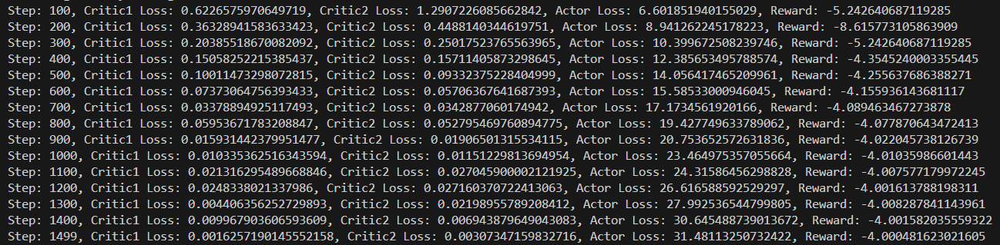 Step: 100, Critic1 Loss: 0.6226575970649719, Critic2 Loss: 1.2907226085662842, Actor Loss: 6.601851940155029, Reward: -5.242640687119285
Step: 200, Critic1 Loss: 0.36328941583633423, Critic2 Loss: 0.4488140344619751, Actor Loss: 8.941262245178223, Reward: -8.615773105863909
Step: 300, Critic1 Loss: 0.20385518670082092, Critic2 Loss: 0.25017523765563965, Actor Loss: 10.399672508239746, Reward: -5.242640687119285
Step: 400, Critic1 Loss: 0.15058252215385437, Critic2 Loss: 0.15711405873298645, Actor Loss: 12.385653495788574, Reward: -4.3545240003355445
Step: 500, Critic1 Loss: 0.10011473298072815, Critic2 Loss: 0.09332375228404999, Actor Loss: 14.056417465209961, Reward: -4.255637686388271
Step: 600, Critic1 Loss: 0.07373064756393433, Critic2 Loss: 0.05706367641687393, Actor Loss: 15.58533000946045, Reward: -4.155936143681117
Step: 700, Critic1 Loss: 0.03378894925117493, Critic2 Loss: 0.0342877060174942, Actor Loss: 17.1734561920166, Reward: -4.089463467273878
Step: 800, Critic1 Loss: 0.05953671783208847, Critic2 Loss: 0.052795469760894775, Actor Loss: 19.427749633789062, Reward: -4.077870643472413
Step: 900, Critic1 Loss: 0.015931442379951477, Critic2 Loss: 0.01906501315534115, Actor Loss: 20.753652572631836, Reward: -4.022045738126739
Step: 1000, Critic1 Loss: 0.010335362516343594, Critic2 Loss: 0.01151229813694954, Actor Loss: 23.464975357055664, Reward: -4.01035986601443
Step: 1100, Critic1 Loss: 0.021316295489668846, Critic2 Loss: 0.027045900002121925, Actor Loss: 24.31586456298828, Reward: -4.007577179972245
Step: 1200, Critic1 Loss: 0.0248338021337986, Critic2 Loss: 0.027160370722413063, Actor Loss: 26.616588592529297, Reward: -4.001613788198311
Step: 1300, Critic1 Loss: 0.004406356252729893, Critic2 Loss: 0.02198955789208412, Actor Loss: 27.992536544799805, Reward: -4.008287841143961
Step: 1400, Critic1 Loss: 0.009967903606593609, Critic2 Loss: 0.006943879649043083, Actor Loss: 30.645488739013672, Reward: -4.001582035559322
Step: 1499, Critic1 Loss: 0.0016257190145552158, Critic2 Loss: 0.00307347159832716, Actor Loss: 31.48113250732422, Reward: -4.000481623021605